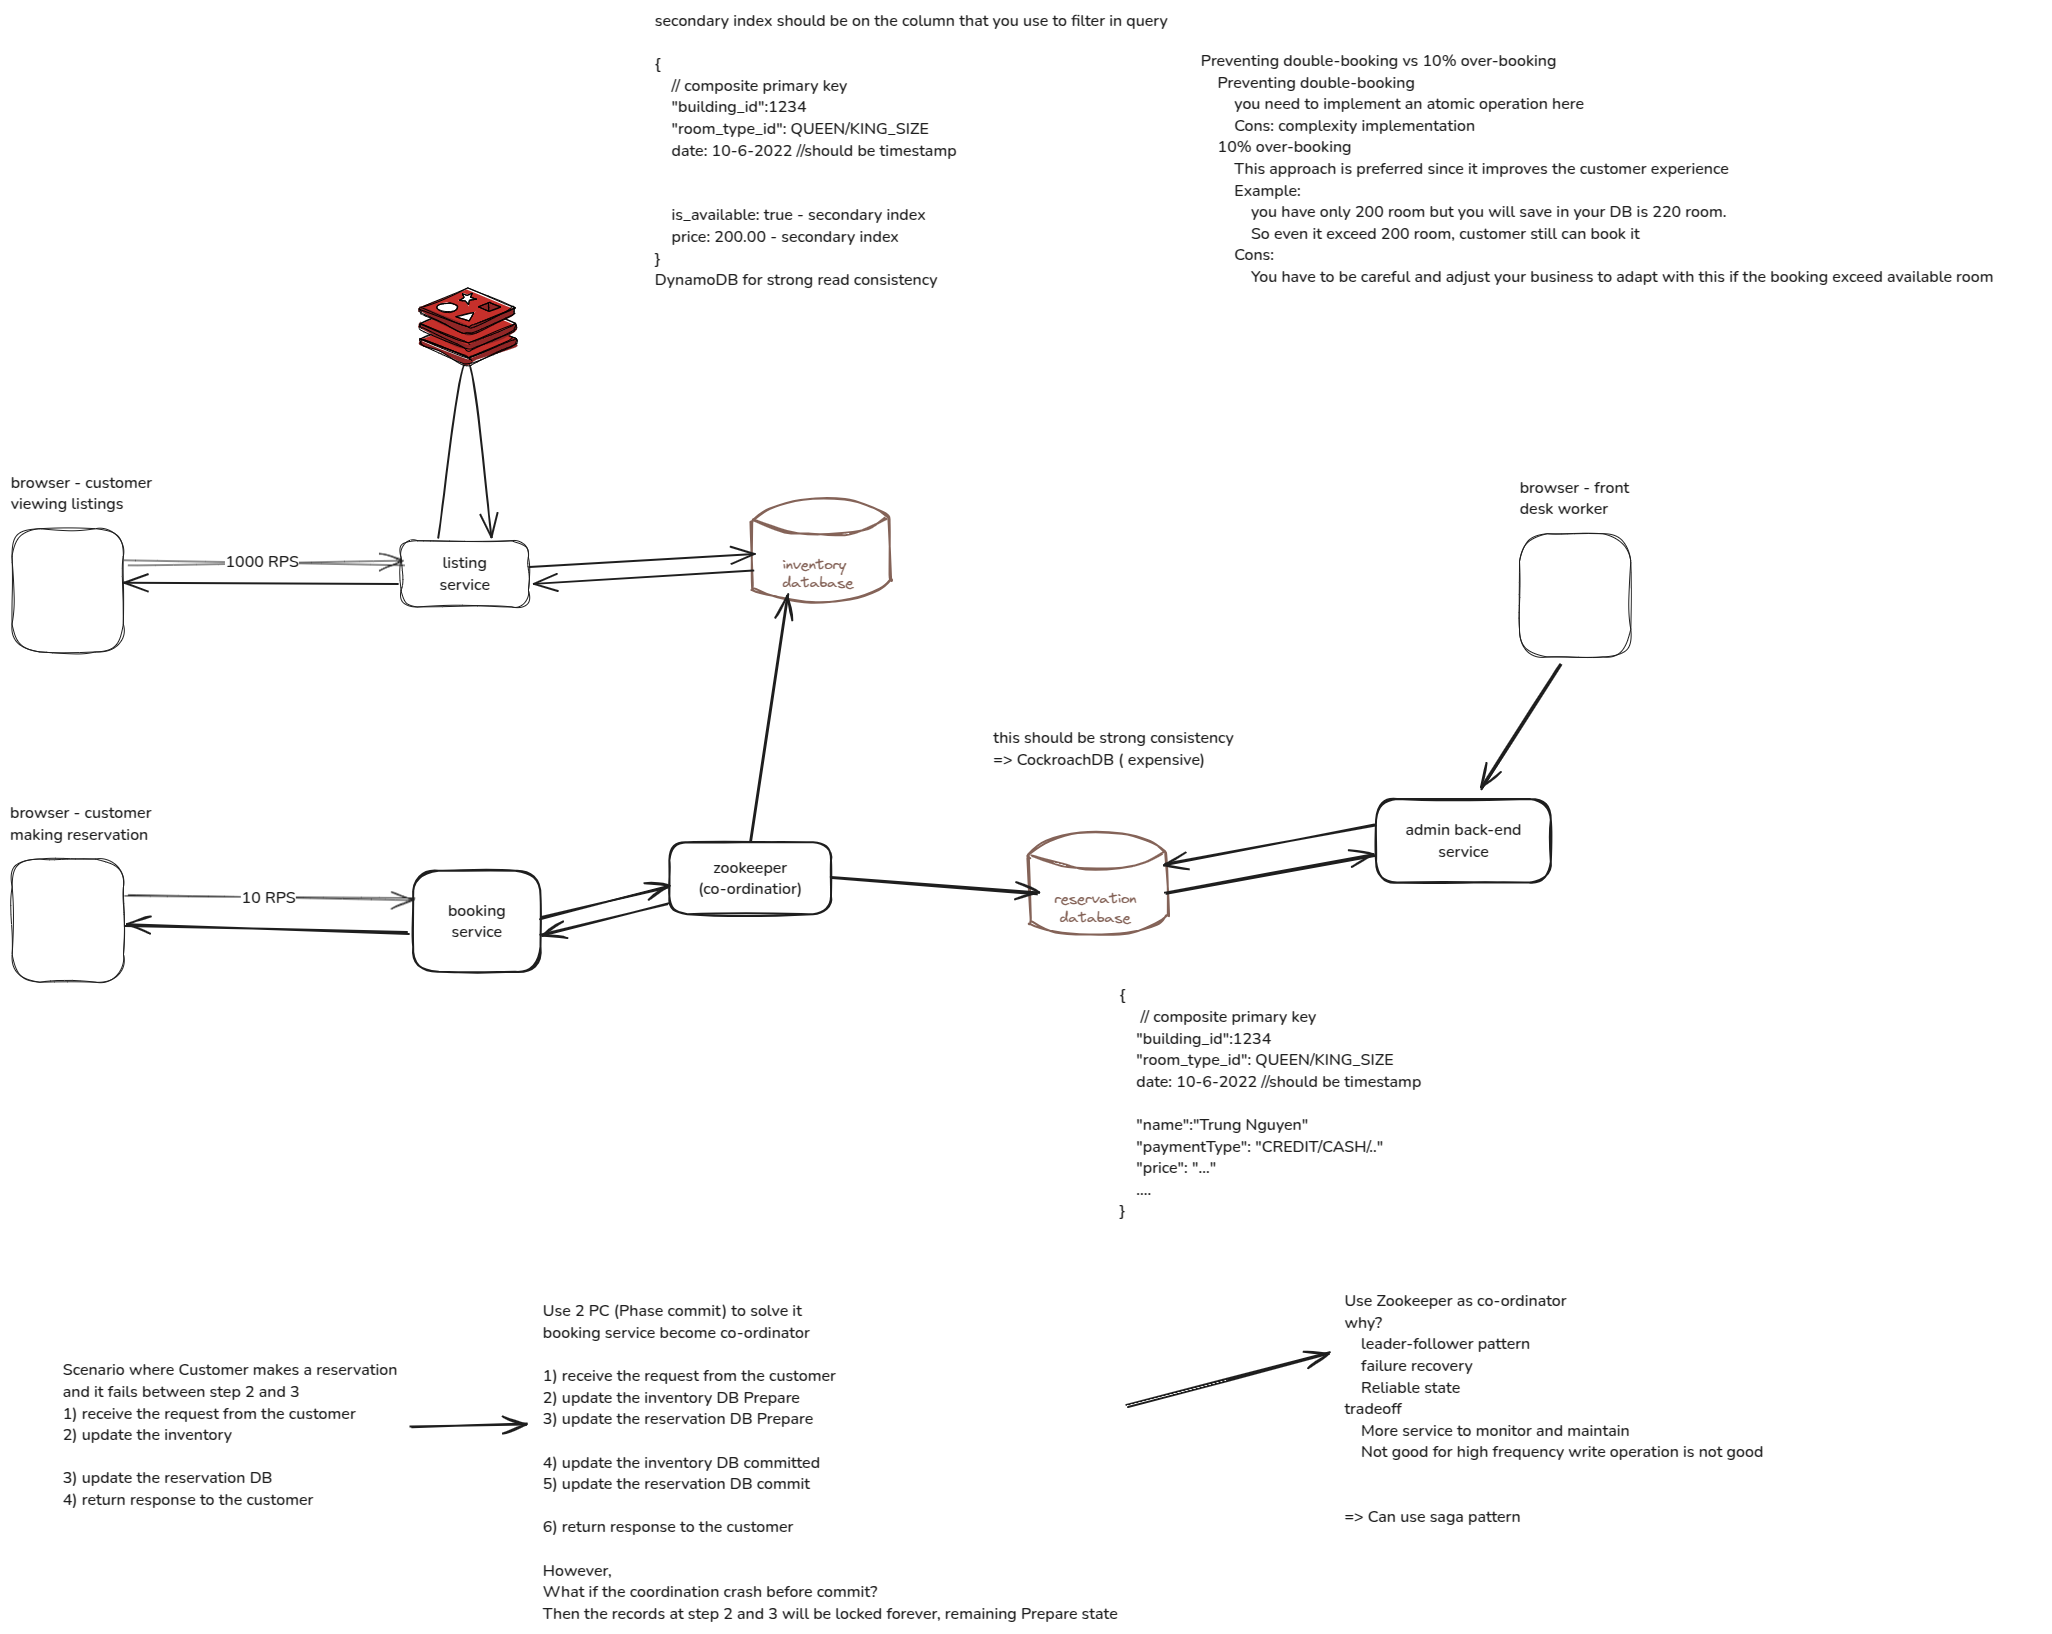 secondary index should be on the column that you use to filter in query
{
// composite primary key
"building_id":1234
"room_type_id": QUEEN/KING_SIZE
date: 10-6-2022 //should be timestamp
is_available: true - secondary index
price: 200.00 - secondary index
}
DynamoDB for strong read consistency
Preventing double-booking vs 10% over-booking
Preventing double-booking
you need to implement an atomic operation here
Cons: complexity implementation
10% over-booking
This approach is preferred since it improves the customer experience
Example:
you have only 200 room but you will save in your DB is 220 room.
So even it exceed 200 room, customer still can book it
Cons:
You have to be careful and adjust your business to adapt with this if the booking exceed available room
browser - customer
viewing listings
1000 RPS
listing
service
inventory
database
browser - front
desk worker
this should be strong consistency
=> CockroachDB ( expensive)
browser - customer
making reservation
10 RPS
booking
service
zookeeper
(co-ordinatior)
reservation
database
admin back-end
service
{
// composite primary key
"building_id":1234
"room_type_id": QUEEN/KING_SIZE
date: 10-6-2022 //should be timestamp
"name":"Trung Nguyen"
"paymentType": "CREDIT/CASH/.."
"price": "..."
....
}
Scenario where Customer makes a reservation
and it fails between step 2 and 3
1) receive the request from the customer
2) update the inventory
3) update the reservation DB
4) return response to the customer
Use 2 PC (Phase commit) to solve it
booking service become co-ordinator
1) receive the request from the customer
2) update the inventory DB Prepare
3) update the reservation DB Prepare
4) update the inventory DB committed
5) update the reservation DB commit
6) return response to the customer
However,
What if the coordination crash before commit?
Then the records at step 2 and 3 will be locked forever, remaining Prepare state
Use Zookeeper as co-ordinator
why?
leader-follower pattern
failure recovery
Reliable state
tradeoff
More service to monitor and maintain
Not good for high frequency write operation is not good
=> Can use saga pattern